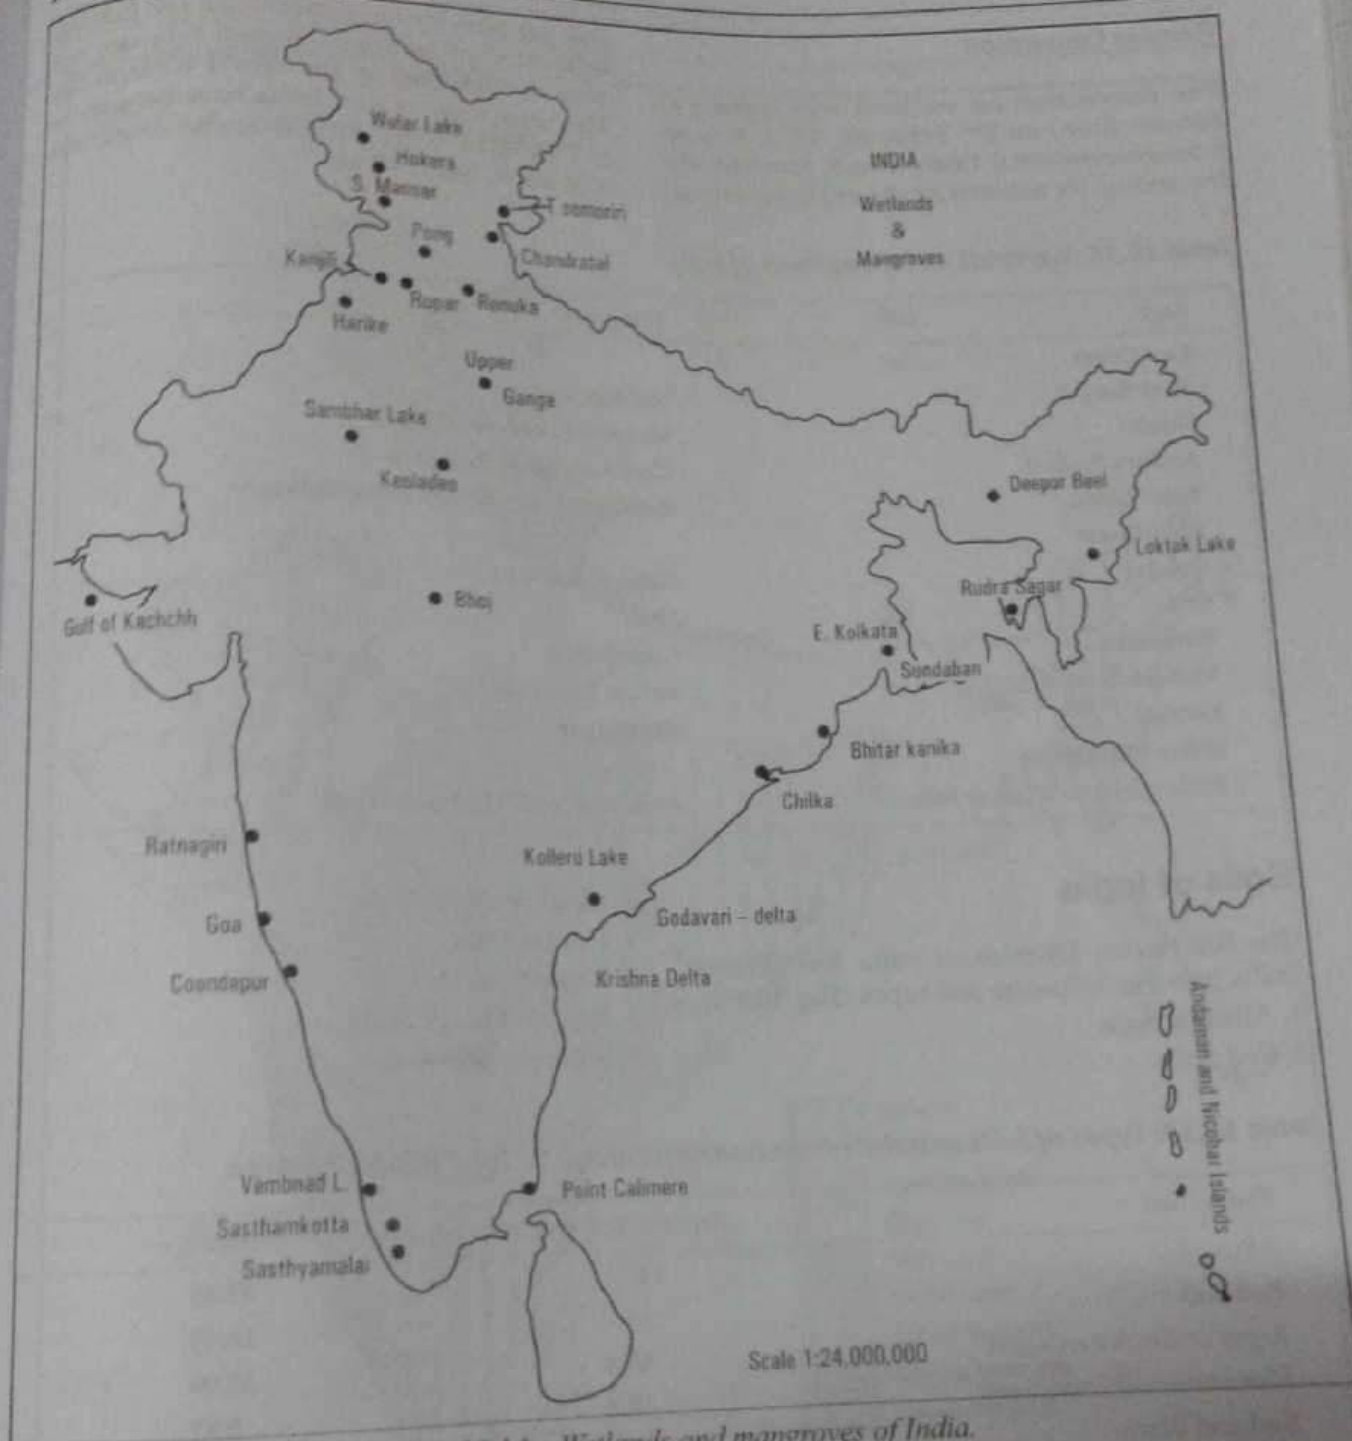 Wular Lake
Hokera
S. Mansar
T somoriri
INDIA
Wetlands
&
Mangroves
Pong
Kanjli
Chandratal
Ropar
Renuka
Harike
Upper
Ganga
Sambhar Lake
Keoladeo
Deepor Beel
Loktak Lake
Rudra Sagar
Bhoj
Gulf of Kachchh
E. Kolkata
Sundaban
Bhitar kanika
Chilka
Ratnagiri
Kolleru Lake
Goa
Godavari – delta
Coondapur
Krishna Delta
Andaman and Nicobar Islands
Vembnad L.
Point Calimere
Sasthamkotta
Sasthyamalai
Scale 1:24,000,000
Wetlands and mangroves of India.